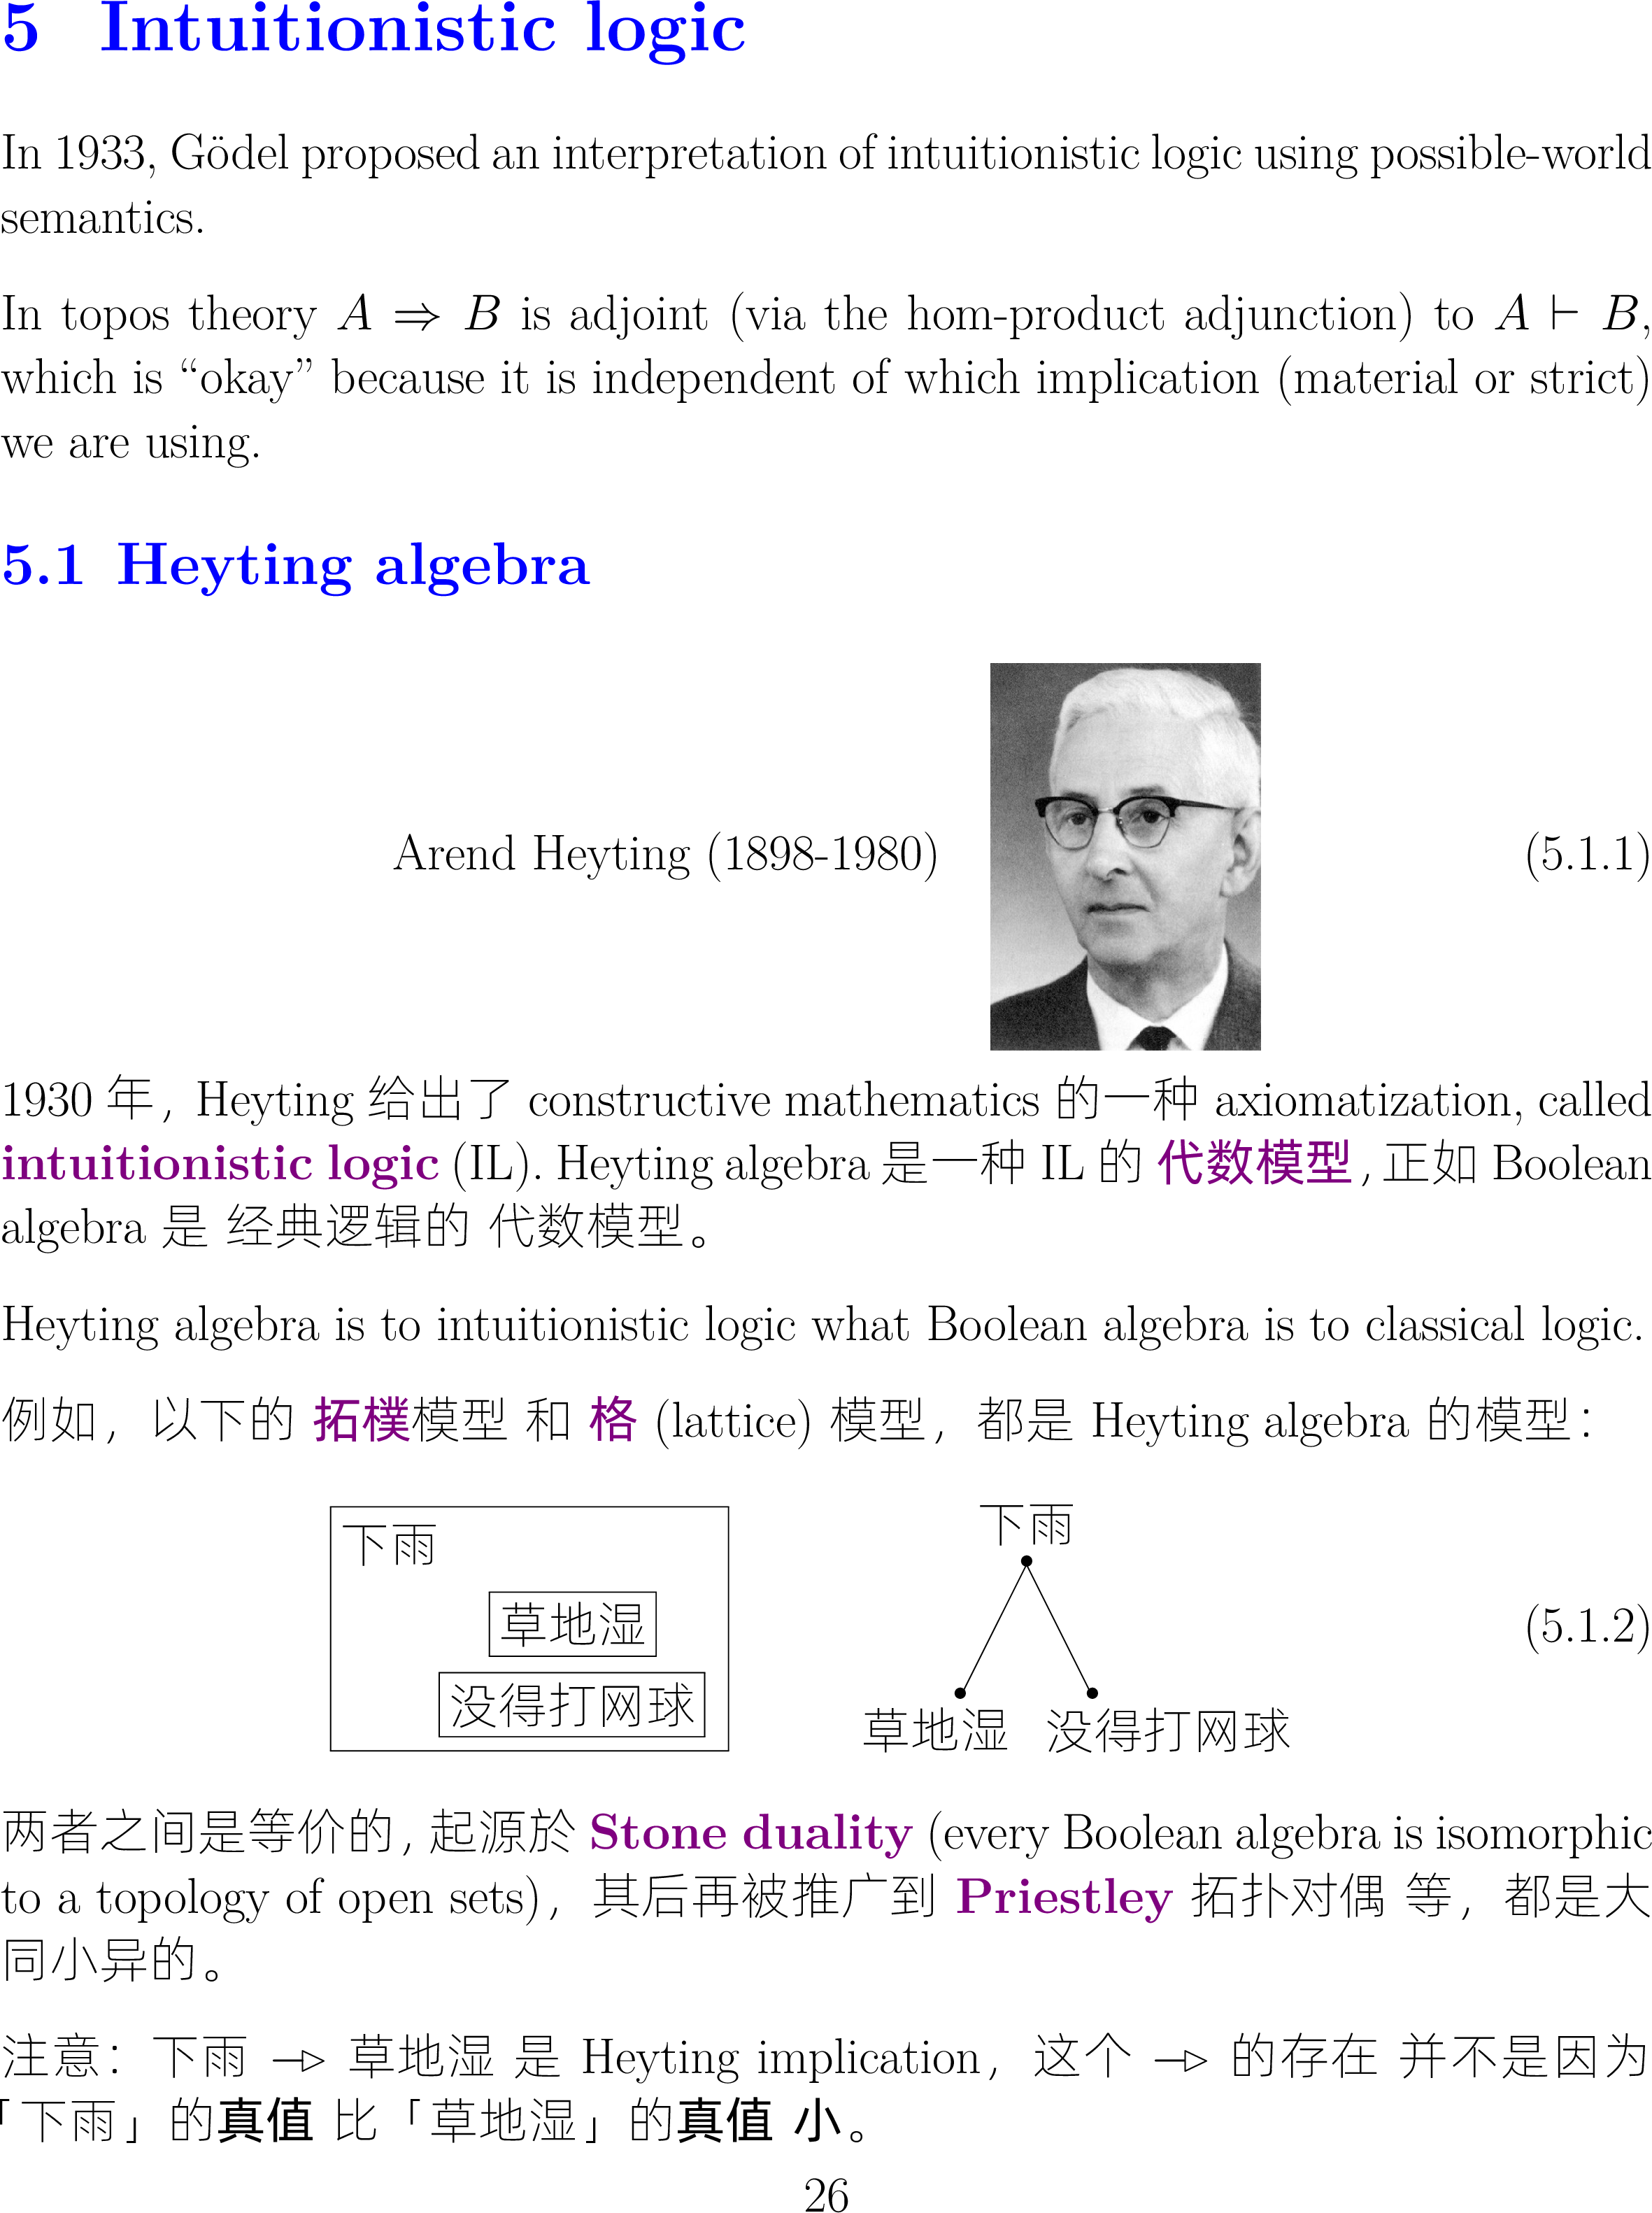 5 Intuitionistic logic
In 1933, Gödel proposed an interpretation of intuitionistic logic using possible-world
semantics.
In topos theory A ⇒ B is adjoint (via the hom-product adjunction) to A ⊢ B,
which is “okay” because it is independent of which implication (material or strict)
we are using.
5.1 Heyting algebra
Arend Heyting (1898-1980) (5.1.1)
1930 年，Heyting 给出了 constructive mathematics 的一种 axiomatization, called
intuitionistic logic (IL). Heyting algebra 是一种 IL 的 代数模型，正如 Boolean
algebra 是 经典逻辑的 代数模型。
Heyting algebra is to intuitionistic logic what Boolean algebra is to classical logic.
例如，以下的 拓樸模型 和 格 (lattice) 模型，都是 Heyting algebra 的模型：
下雨
草地湿
没得打网球
下雨
草地湿 没得打网球
(5.1.2)
两者之间是等价的，起源於 Stone duality (every Boolean algebra is isomorphic
to a topology of open sets)，其后再被推广到 Priestley 拓扑对偶 等，都是大
同小异的。
注意：下雨 —▷ 草地湿 是 Heyting implication，这个 —▷ 的存在 并不是因为
「下雨」的真值 比「草地湿」的真值 小。
26